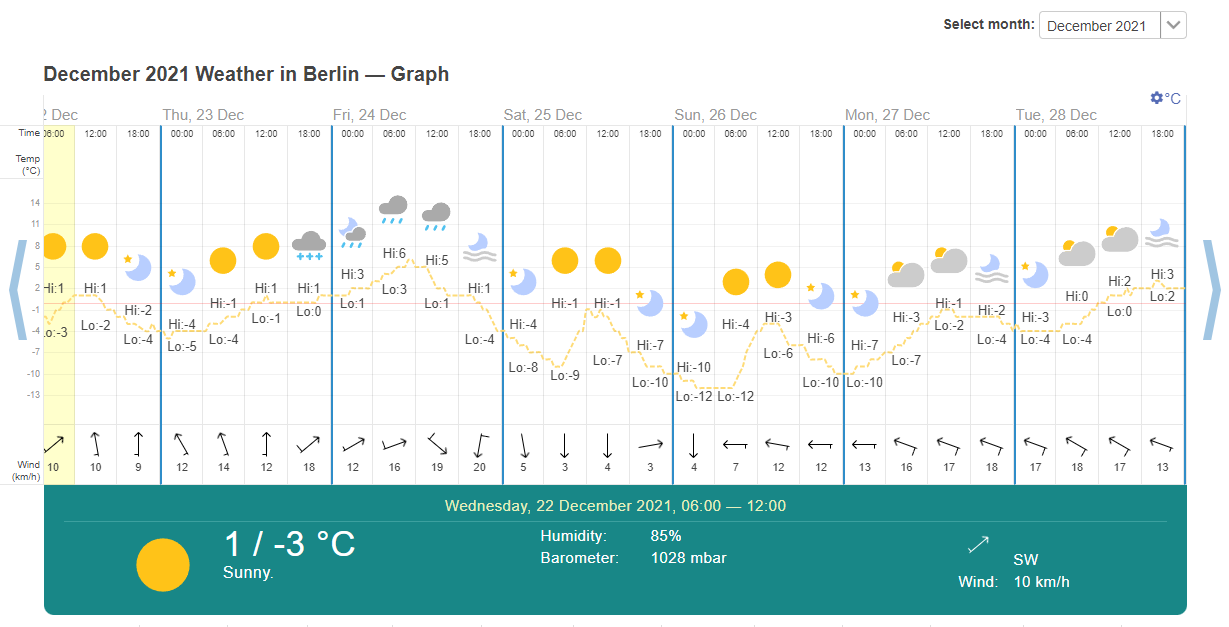 Select month: December 2021
December 2021 Weather in Berlin — Graph
°C
2 Dec Thu, 23 Dec Fri, 24 Dec Sat, 25 Dec Sun, 26 Dec Mon, 27 Dec Tue, 28 Dec
Time 06:00 12:00 18:00 00:00 06:00 12:00 18:00 00:00 06:00 12:00 18:00 00:00 06:00 12:00 18:00 00:00 06:00 12:00 18:00 00:00 06:00 12:00 18:00 00:00 06:00 12:00 18:00
Temp
(°C)
14
11
8
5
2
-1
-4
-7
-10
-13
Hi:1 Hi:1 Hi:-2 Hi:-4 Hi:-1 Hi:1 Hi:1 Hi:3 Hi:6 Hi:5 Hi:1 Hi:-4 Hi:-1 Hi:-1 Hi:-7 Hi:-10 Hi:-4 Hi:-3 Hi:-6 Hi:-7 Hi:-3 Hi:-1 Hi:-2 Hi:-3 Hi:0 Hi:2 Hi:3
Lo:-3 Lo:-2 Lo:-4 Lo:-5 Lo:-4 Lo:-1 Lo:0 Lo:1 Lo:3 Lo:1 Lo:-4 Lo:-8 Lo:-9 Lo:-7 Lo:-10 Lo:-12 Lo:-12 Lo:-6 Lo:-10 Lo:-10 Lo:-7 Lo:-2 Lo:-4 Lo:-4 Lo:-4 Lo:0 Lo:2
Wind
(km/h)
10 10 9 12 14 12 18 12 16 19 20 5 3 4 3 4 7 12 12 13 16 17 18 17 18 17 13
Wednesday, 22 December 2021, 06:00 — 12:00
1 / -3 °C
Sunny.
Humidity: 85%
Barometer: 1028 mbar
SW
Wind: 10 km/h